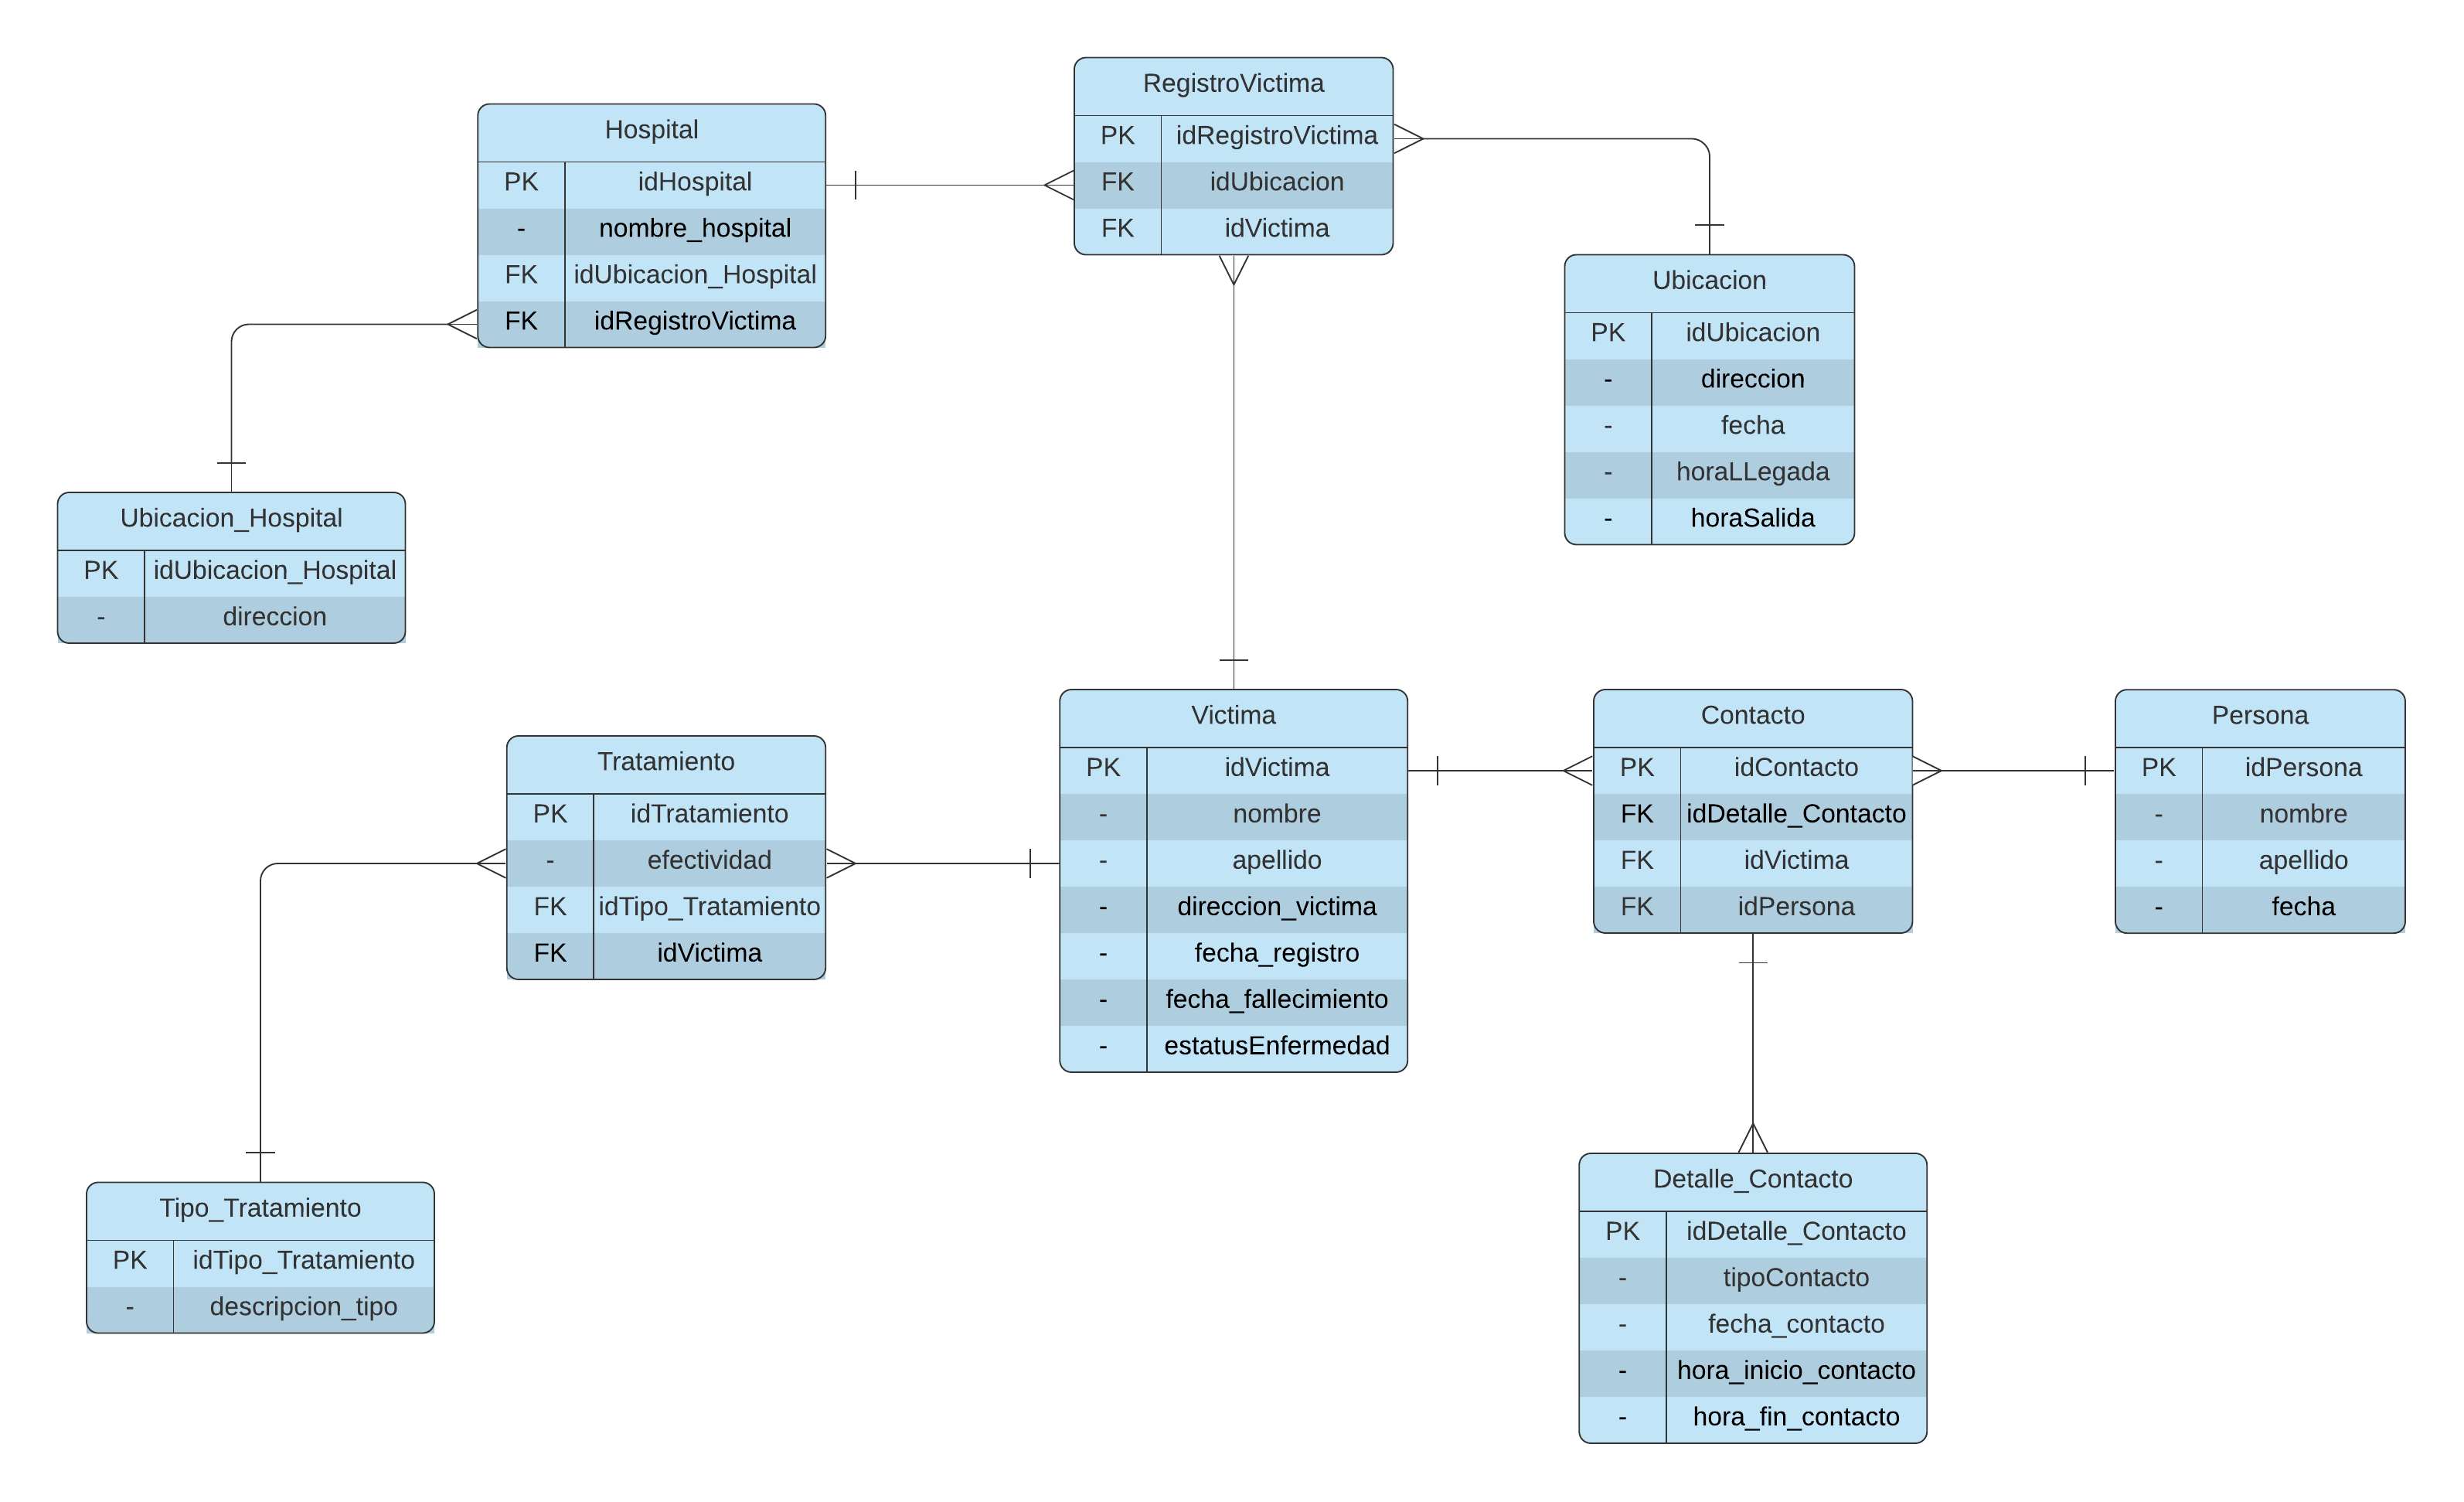 RegistroVictima
PK idRegistroVictima
FK idUbicacion
FK idVictima
Hospital
PK idHospital
- nombre_hospital
FK idUbicacion_Hospital
FK idRegistroVictima
Ubicacion
PK idUbicacion
- direccion
- fecha
- horaLLegada
- horaSalida
Ubicacion_Hospital
PK idUbicacion_Hospital
- direccion
Victima
PK idVictima
- nombre
- apellido
- direccion_victima
- fecha_registro
- fecha_fallecimiento
- estatusEnfermedad
Contacto
PK idContacto
FK idDetalle_Contacto
FK idVictima
FK idPersona
Persona
PK idPersona
- nombre
- apellido
- fecha
Tratamiento
PK idTratamiento
- efectividad
FK idTipo_Tratamiento
FK idVictima
Tipo_Tratamiento
PK idTipo_Tratamiento
- descripcion_tipo
Detalle_Contacto
PK idDetalle_Contacto
- tipoContacto
- fecha_contacto
- hora_inicio_contacto
- hora_fin_contacto